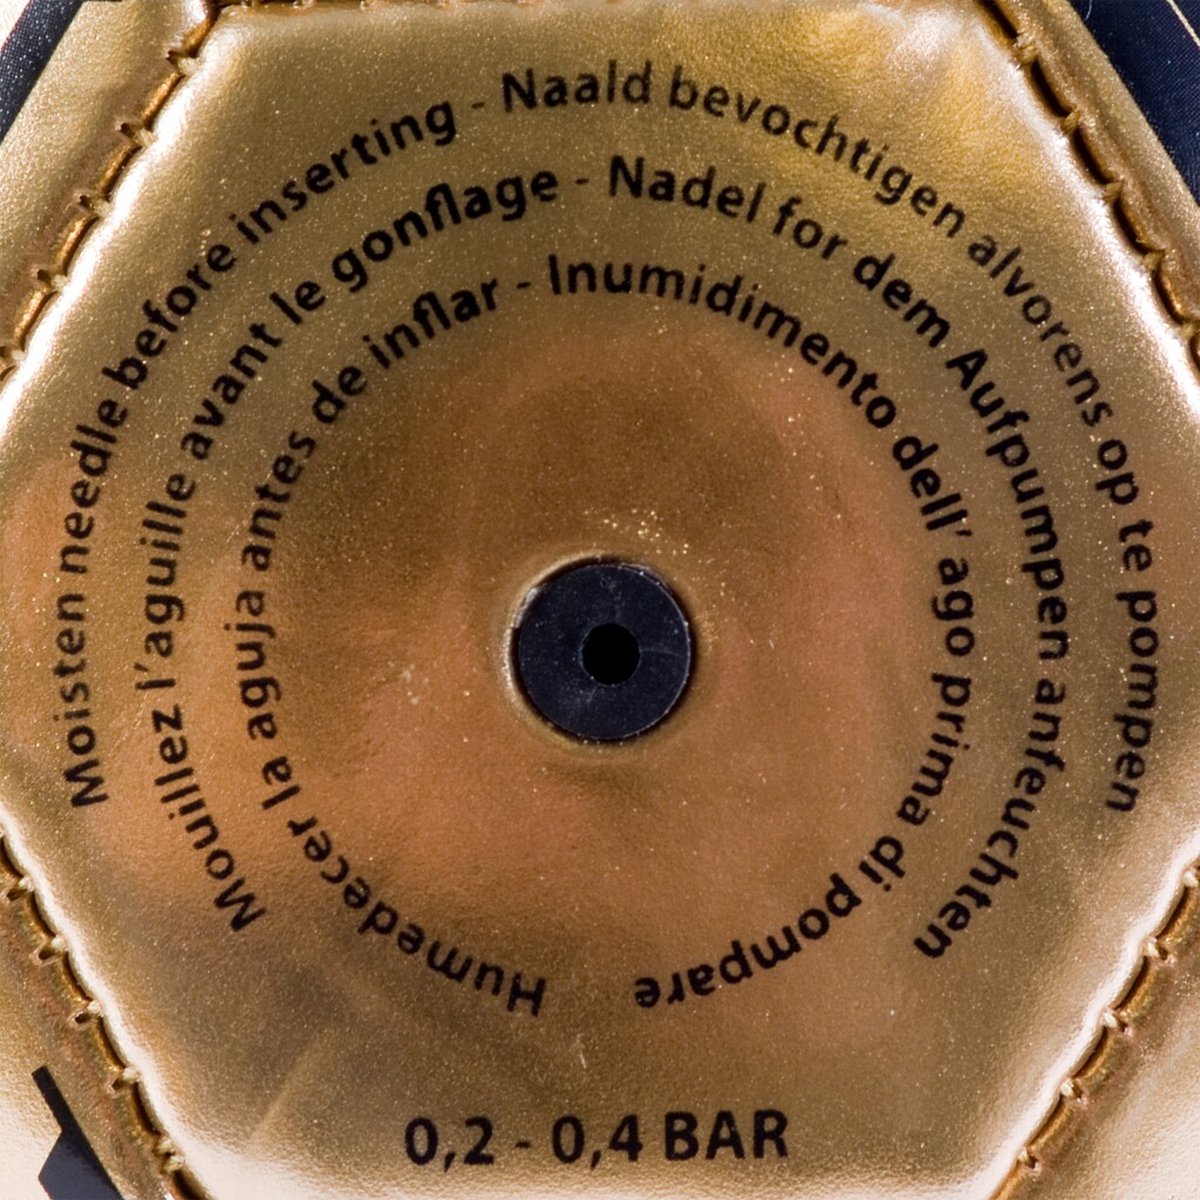 Moisten needle before inserting - Naald bevochtigen alvorens op te pompen
Mouillez l'aguille avant le gonflage - Nadel for dem Aufpumpen anfeuchten
Humedecer la aguja antes de inflar - Inumidimento dell' ago prima di pompare
0,2 - 0,4 BAR